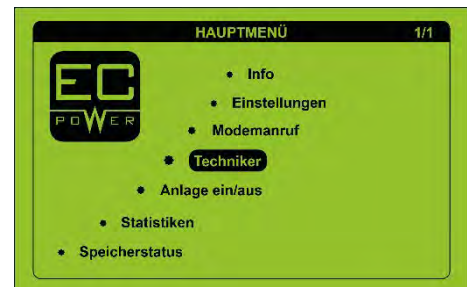 HAUPTMENÜ 1/1
EC
POWER
• Info
• Einstellungen
• Modemanruf
• Techniker
• Anlage ein/aus
• Statistiken
• Speicherstatus